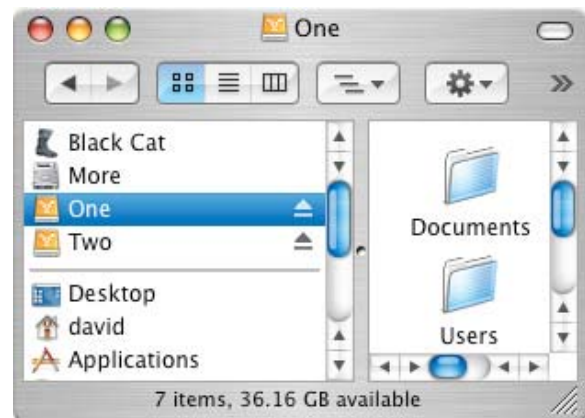 One
Black Cat
More
One
Two
Desktop
david
Applications
Documents
Users
7 items, 36.16 GB available